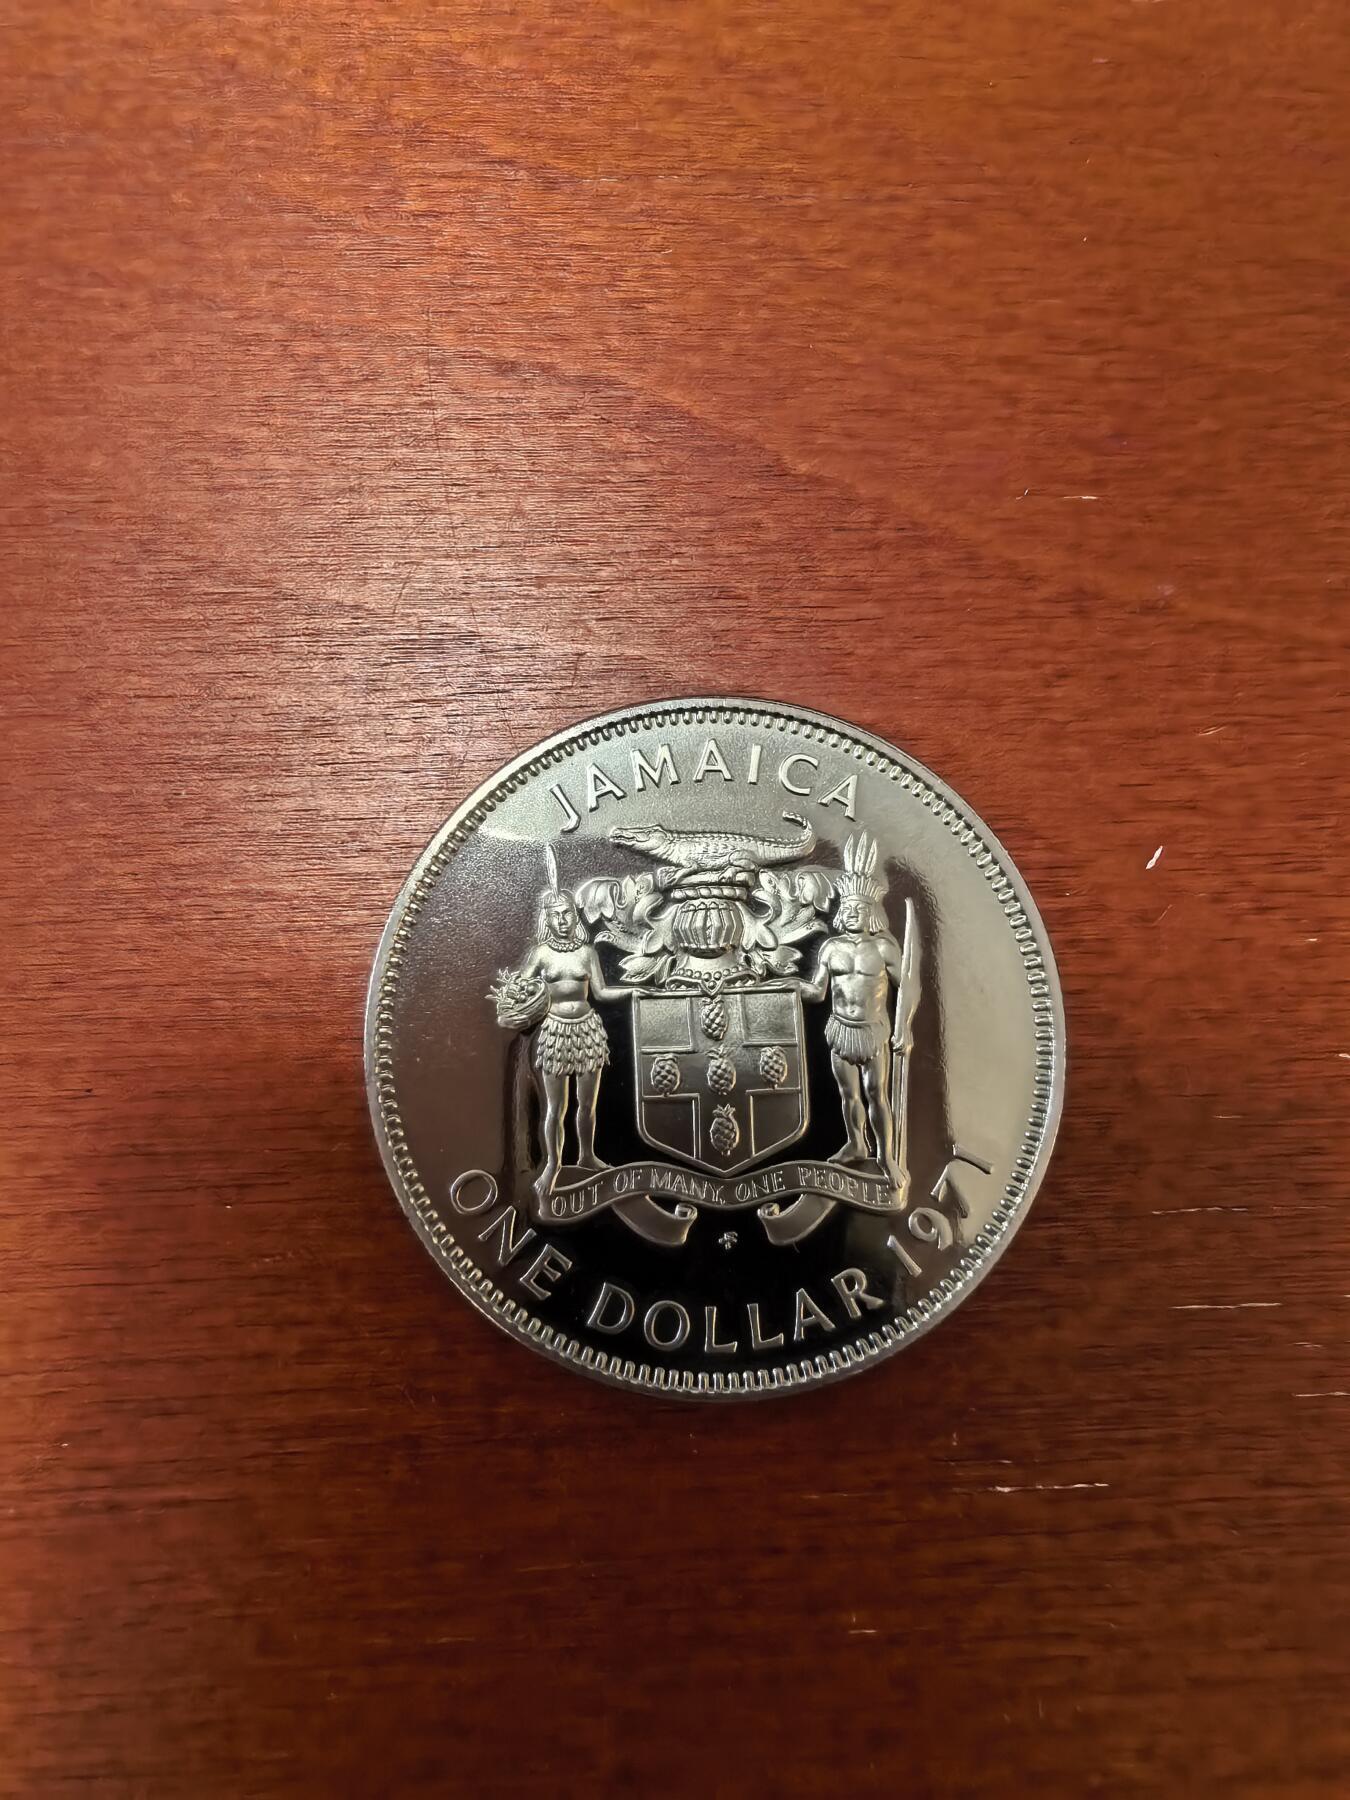 JAMAICA
OUT OF MANY, ONE PEOPLE
ONE DOLLAR 1971